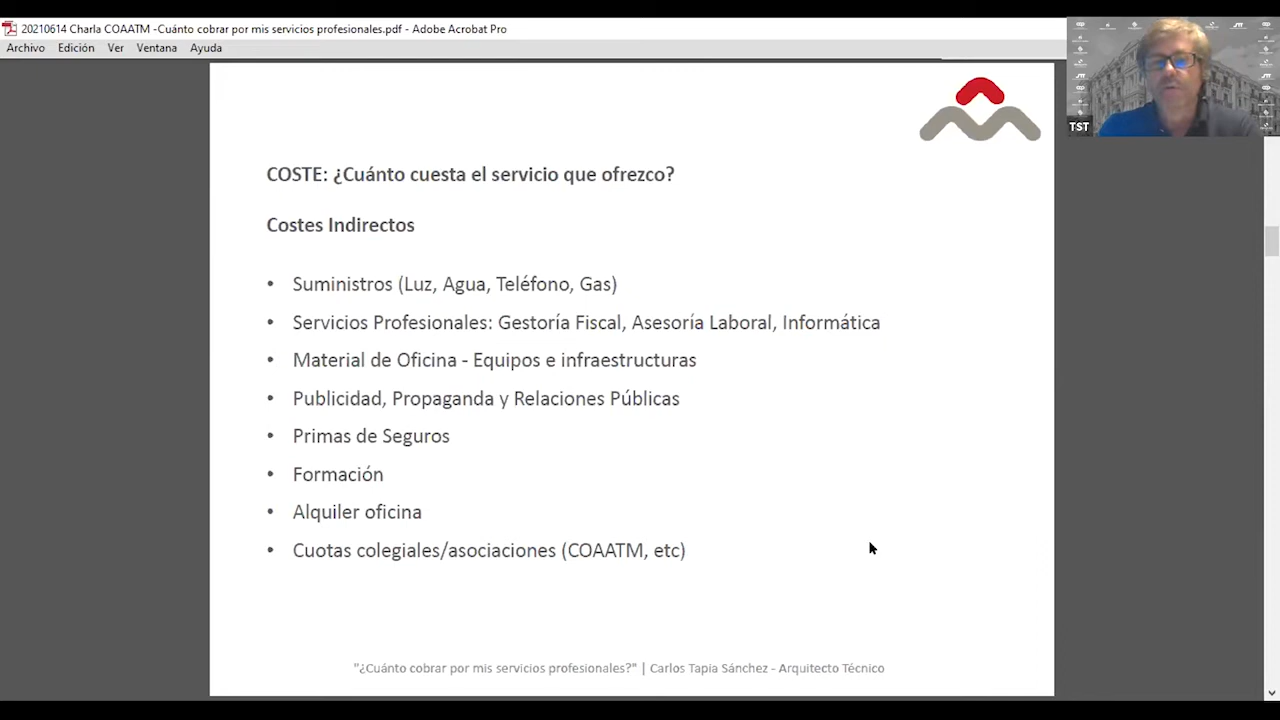 20210614 Charla COAATM -Cuánto cobrar por mis servicios profesionales.pdf - Adobe Acrobat Pro
Archivo Edición Ver Ventana Ayuda
TST
COSTE: ¿Cuánto cuesta el servicio que ofrezco?
Costes Indirectos
• Suministros (Luz, Agua, Teléfono, Gas)
• Servicios Profesionales: Gestoría Fiscal, Asesoría Laboral, Informática
• Material de Oficina - Equipos e infraestructuras
• Publicidad, Propaganda y Relaciones Públicas
• Primas de Seguros
• Formación
• Alquiler oficina
• Cuotas colegiales/asociaciones (COAATM, etc)
"¿Cuánto cobrar por mis servicios profesionales?" | Carlos Tapia Sánchez - Arquitecto Técnico